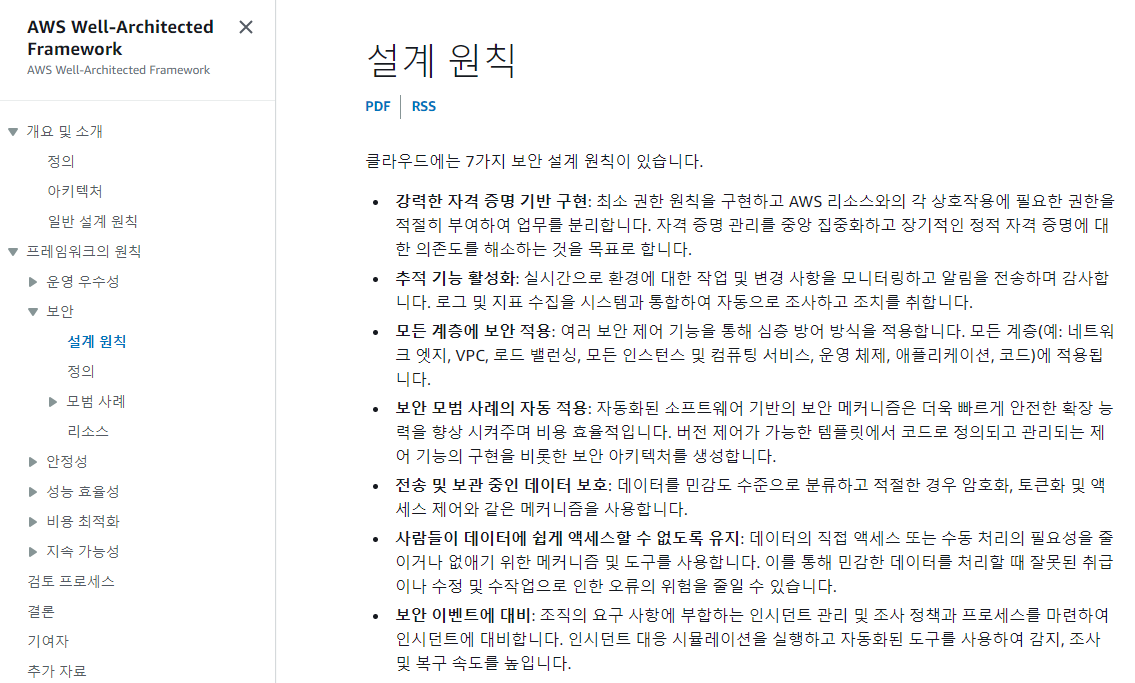 AWS Well-Architected
Framework
AWS Well-Architected Framework
개요 및 소개
정의
아키텍처
일반 설계 원칙
프레임워크의 원칙
운영 우수성
보안
설계 원칙
정의
모범 사례
리소스
안정성
성능 효율성
비용 최적화
지속 가능성
검토 프로세스
결론
기여자
추가 자료
설계 원칙
PDF | RSS
클라우드에는 7가지 보안 설계 원칙이 있습니다.
• 강력한 자격 증명 기반 구현: 최소 권한 원칙을 구현하고 AWS 리소스와의 각 상호작용에 필요한 권한을
적절히 부여하여 업무를 분리합니다. 자격 증명 관리를 중앙 집중화하고 장기적인 정적 자격 증명에 대
한 의존도를 해소하는 것을 목표로 합니다.
• 추적 기능 활성화: 실시간으로 환경에 대한 작업 및 변경 사항을 모니터링하고 알림을 전송하며 감사합
니다. 로그 및 지표 수집을 시스템과 통합하여 자동으로 조사하고 조치를 취합니다.
• 모든 계층에 보안 적용: 여러 보안 제어 기능을 통해 심층 방어 방식을 적용합니다. 모든 계층(예: 네트워
크 엣지, VPC, 로드 밸런싱, 모든 인스턴스 및 컴퓨팅 서비스, 운영 체제, 애플리케이션, 코드)에 적용됩
니다.
• 보안 모범 사례의 자동 적용: 자동화된 소프트웨어 기반의 보안 메커니즘은 더욱 빠르게 안전한 확장 능
력을 향상 시켜주며 비용 효율적입니다. 버전 제어가 가능한 템플릿에서 코드로 정의되고 관리되는 제
어 기능의 구현을 비롯한 보안 아키텍처를 생성합니다.
• 전송 및 보관 중인 데이터 보호: 데이터를 민감도 수준으로 분류하고 적절한 경우 암호화, 토큰화 및 액
세스 제어와 같은 메커니즘을 사용합니다.
• 사람들이 데이터에 쉽게 액세스할 수 없도록 유지: 데이터의 직접 액세스 또는 수동 처리의 필요성을 줄
이거나 없애기 위한 메커니즘 및 도구를 사용합니다. 이를 통해 민감한 데이터를 처리할 때 잘못된 취급
이나 수정 및 수작업으로 인한 오류의 위험을 줄일 수 있습니다.
• 보안 이벤트에 대비: 조직의 요구 사항에 부합하는 인시던트 관리 및 조사 정책과 프로세스를 마련하여
인시던트에 대비합니다. 인시던트 대응 시뮬레이션을 실행하고 자동화된 도구를 사용하여 감지, 조사
및 복구 속도를 높입니다.